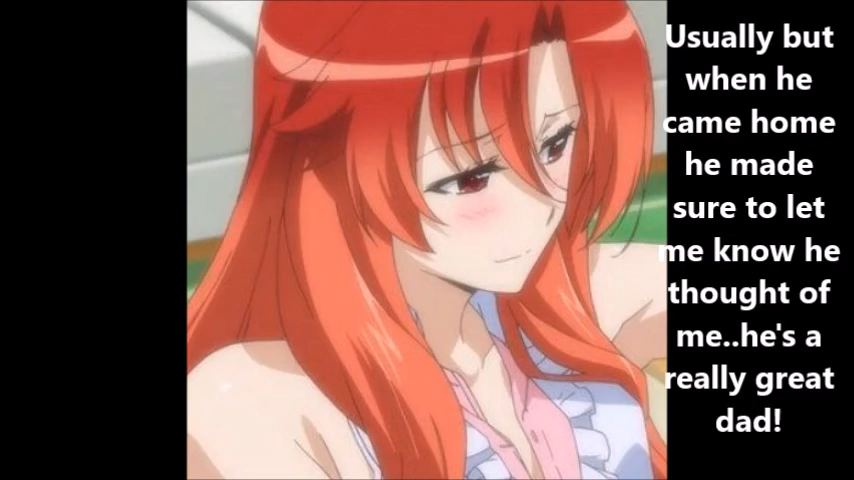 Usually but
when he
came home
he made
sure to let
me know he
thought of
me..he's a
really great
dad!